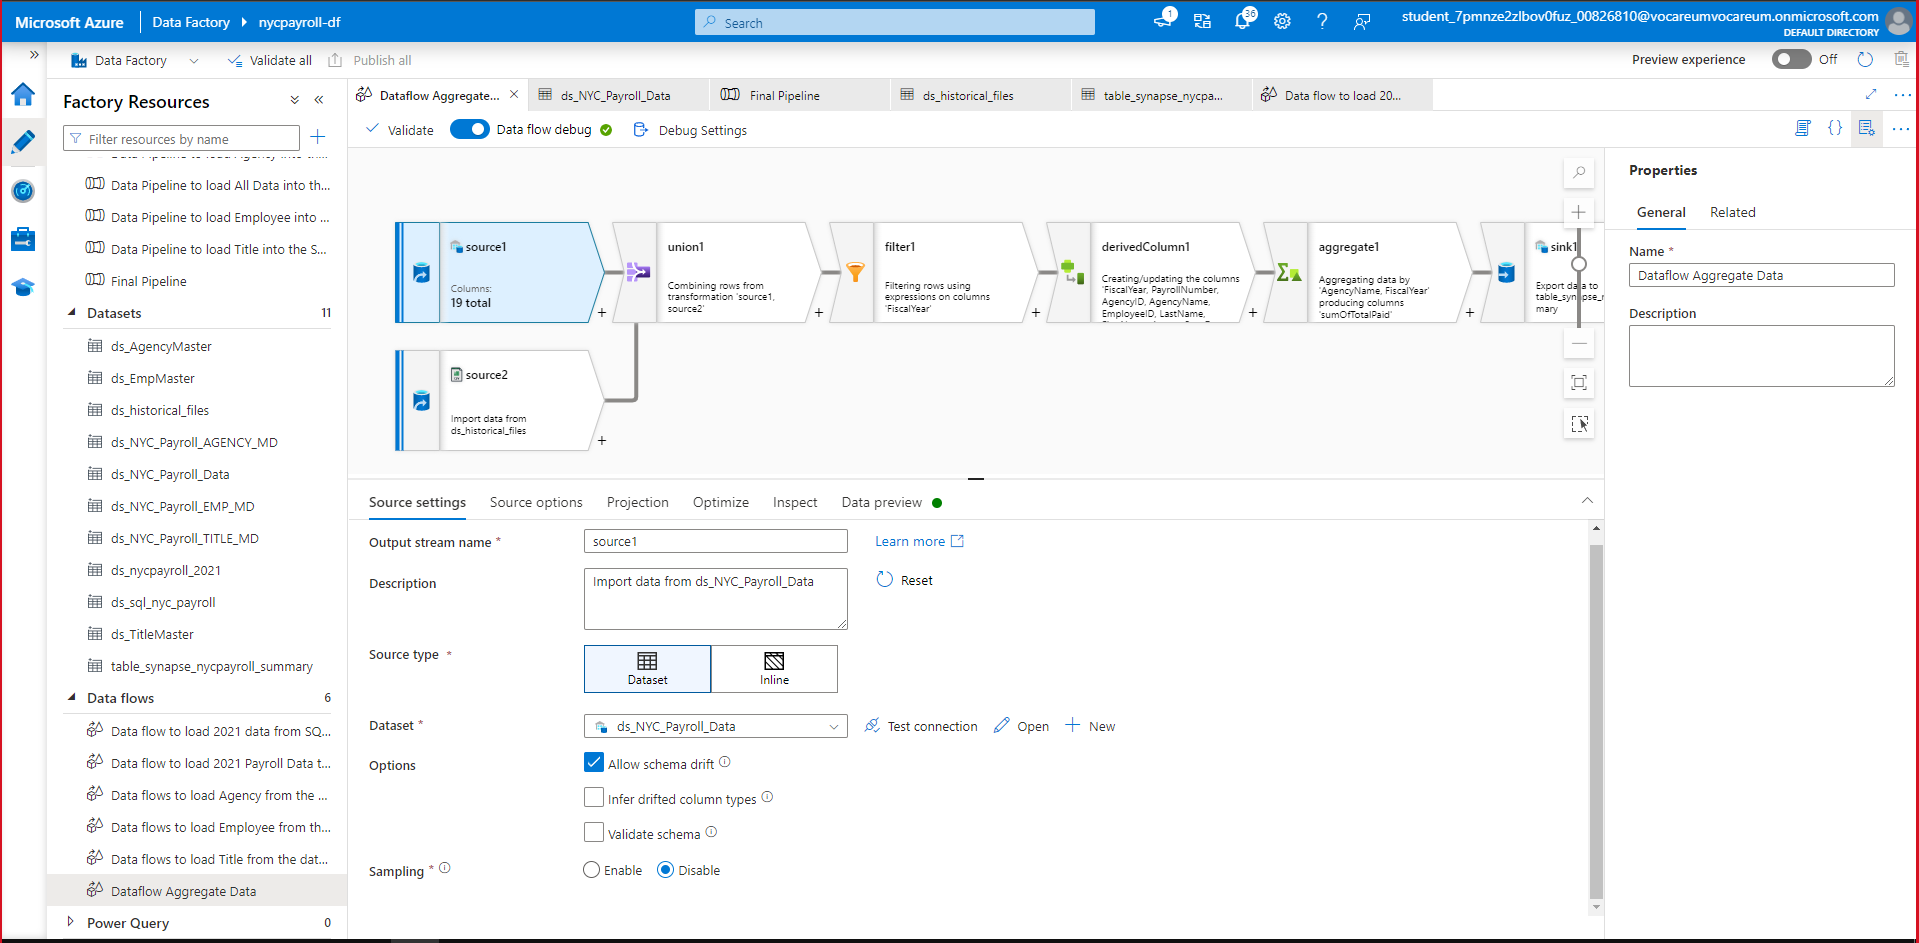 Microsoft Azure
Data Factory
nycpayroll-df
Search
1
36
student_7pmnze2zlbov0fuz_00826810@vocareumvocareum.onmicrosoft.com
DEFAULT DIRECTORY
Data Factory
Validate all
Publish all
Preview experience
Off
Factory Resources
Filter resources by name
Data Pipeline to load All Data into th...
Data Pipeline to load Employee into ...
Data Pipeline to load Title into the S...
Final Pipeline
Datasets
11
ds_AgencyMaster
ds_EmpMaster
ds_historical_files
ds_NYC_Payroll_AGENCY_MD
ds_NYC_Payroll_Data
ds_NYC_Payroll_EMP_MD
ds_NYC_Payroll_TITLE_MD
ds_nycpayroll_2021
ds_sql_nyc_payroll
ds_TitleMaster
table_synapse_nycpayroll_summary
Data flows
6
Data flow to load 2021 data from SQ...
Data flow to load 2021 Payroll Data t...
Data flows to load Agency from the ...
Data flows to load Employee from th...
Data flows to load Title from the dat...
Dataflow Aggregate Data
Power Query
0
Dataflow Aggregate...
ds_NYC_Payroll_Data
Final Pipeline
ds_historical_files
table_synapse_nycpa...
Data flow to load 20...
Validate
Data flow debug
Debug Settings
source1
Columns:
19 total
union1
Combining rows from
transformation 'source1,
source2'
filter1
Filtering rows using
expressions on columns
'FiscalYear'
derivedColumn1
Creating/updating the columns
'FiscalYear, PayrollNumber,
AgencyID, AgencyName,
EmployeeID, LastName,
aggregate1
Aggregating data by
'AgencyName, FiscalYear'
producing columns
'sumOfTotalPaid'
sink1
Export data to
mary
source2
Import data from
ds_historical_files
Source settings
Source options
Projection
Optimize
Inspect
Data preview
Output stream name *
source1
Learn more
Description
Import data from ds_NYC_Payroll_Data
Reset
Source type *
Dataset
Inline
Dataset *
ds_NYC_Payroll_Data
Test connection
Open
New
Options
Allow schema drift
Infer drifted column types
Validate schema
Sampling *
Enable
Disable
Properties
General
Related
Name *
Dataflow Aggregate Data
Description